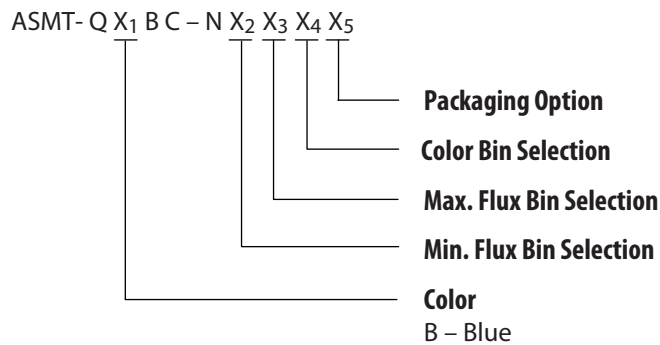 ASMT- Q X1 B C – N X2 X3 X4 X5
Packaging Option
Color Bin Selection
Max. Flux Bin Selection
Min. Flux Bin Selection
Color
B – Blue